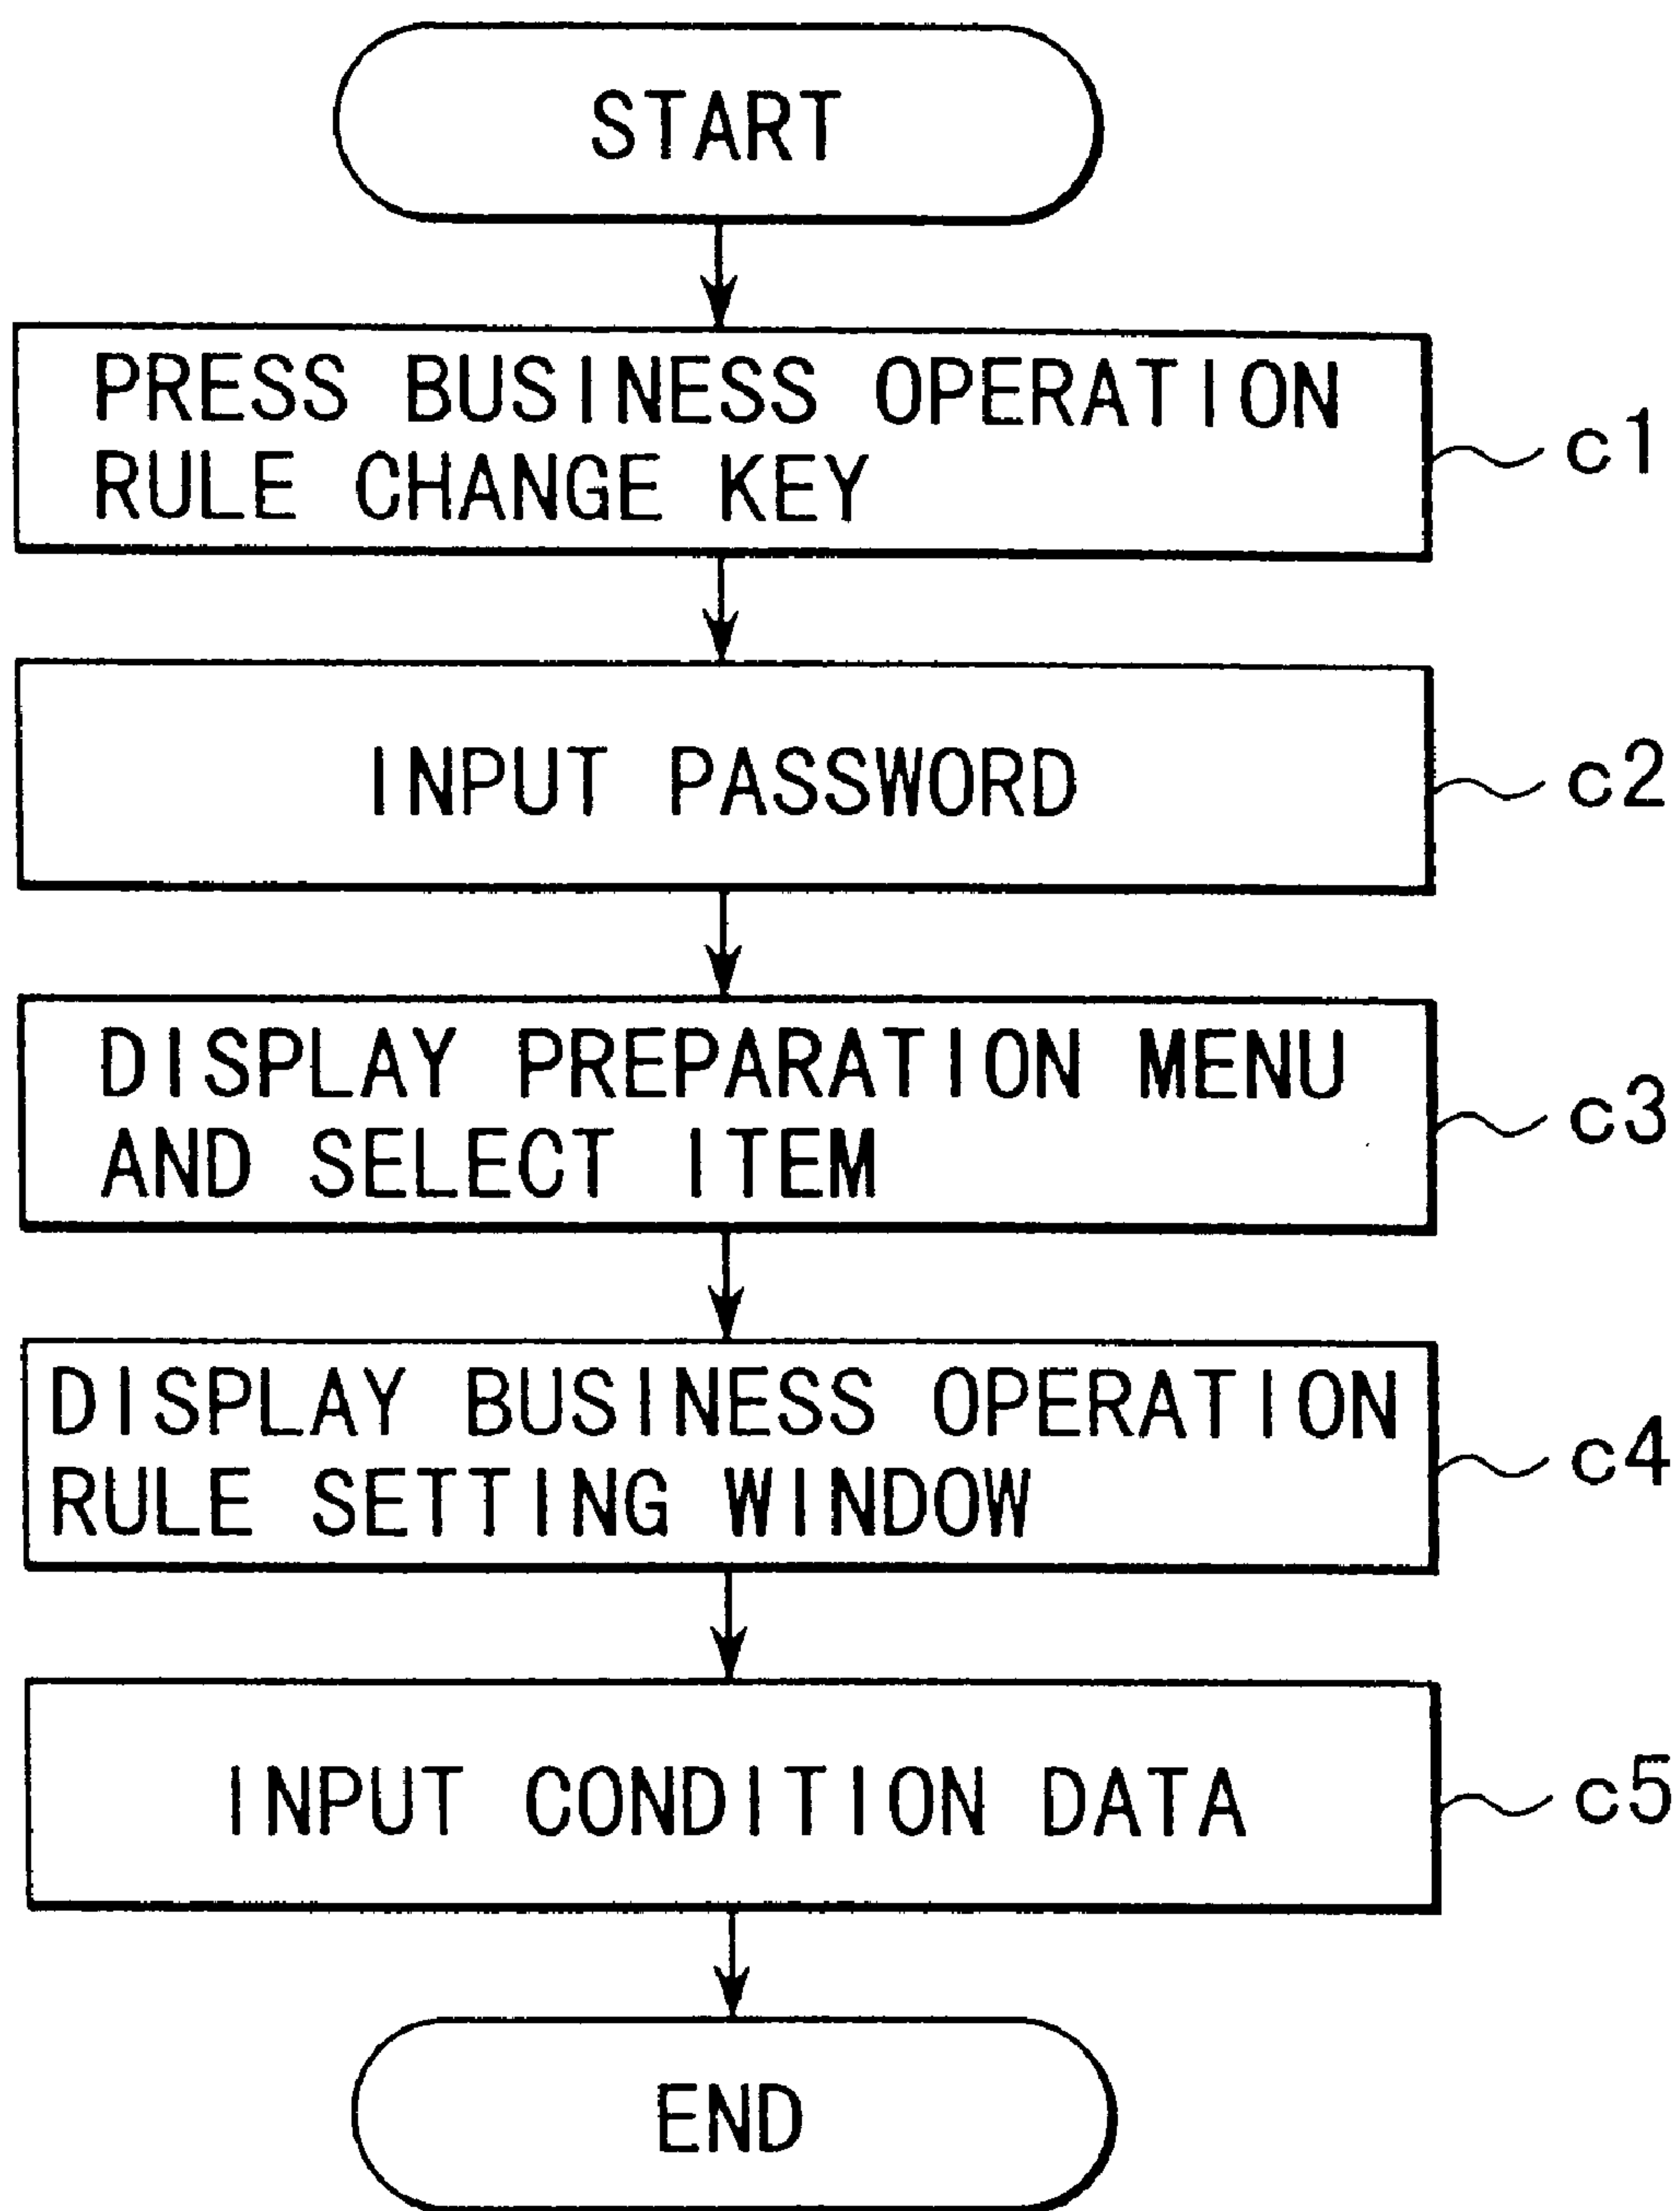 START
PRESS BUSINESS OPERATION
RULE CHANGE KEY
c1
INPUT PASSWORD
c2
DISPLAY PREPARATION MENU
AND SELECT ITEM
c3
DISPLAY BUSINESS OPERATION
RULE SETTING WINDOW
c4
INPUT CONDITION DATA
c5
END